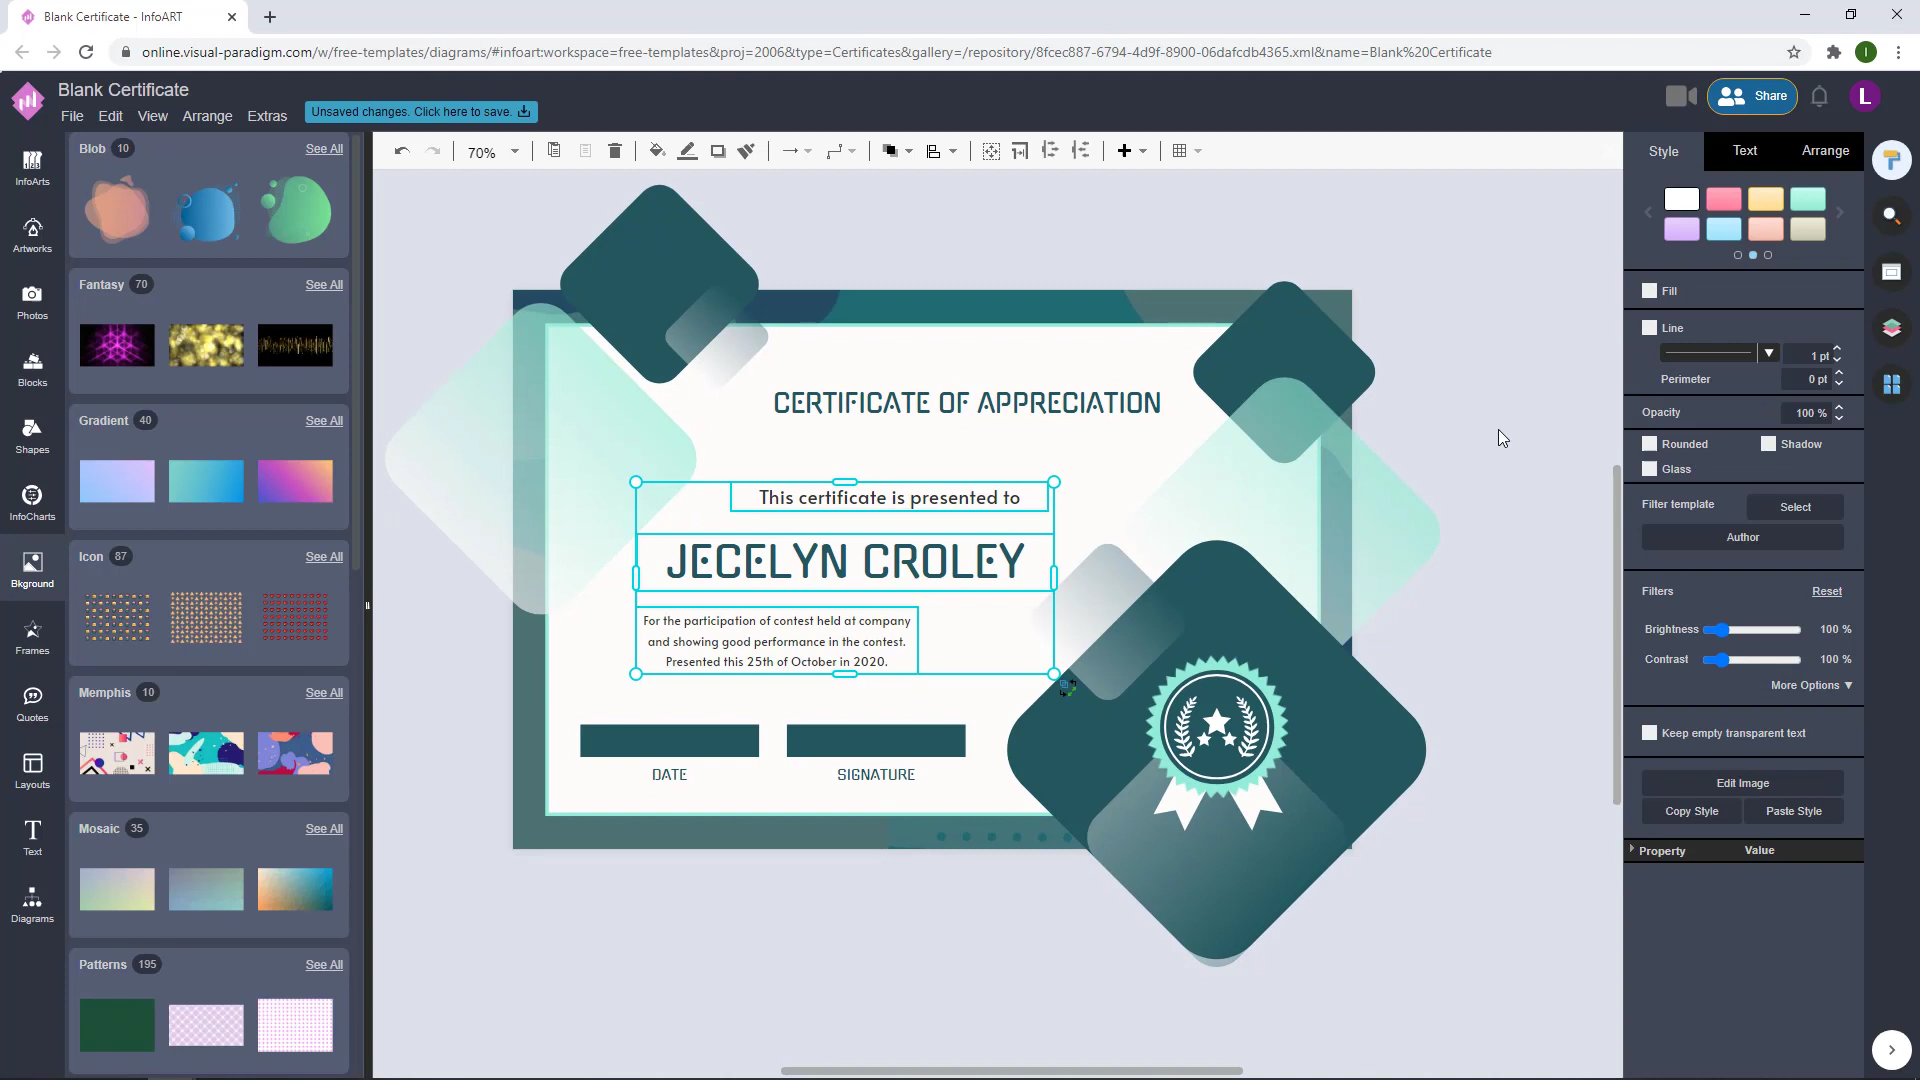 Blank Certificate - InfoART
online.visual-paradigm.com/w/free-templates/diagrams/#infoart:workspace=free-templates&proj=2006&type=Certificates&gallery=/repository/8fcec887-6794-4d9f-8900-06dafcdb4365.xml&name=Blank%20Certificate
I
Blank Certificate
File Edit View Arrange Extras
Unsaved changes. Click here to save.
Share
L
InfoArts
Artworks
Photos
Blocks
Shapes
InfoCharts
Bkground
Frames
Quotes
Layouts
T
Text
Diagrams
Blob 10 See All
Fantasy 70 See All
Gradient 40 See All
Icon 87 See All
Memphis 10 See All
Mosaic 35 See All
Patterns 195 See All
70%
CERTIFICATE OF APPRECIATION
This certificate is presented to
JECELYN CROLEY
For the participation of contest held at company
and showing good performance in the contest.
Presented this 25th of October in 2020.
DATE SIGNATURE
Style Text Arrange
Fill
Line
1 pt
Perimeter 0 pt
Opacity 100 %
Rounded Shadow
Glass
Filter template Select
Author
Filters Reset
Brightness 100 %
Contrast 100 %
More Options
Keep empty transparent text
Edit Image
Copy Style Paste Style
Property Value